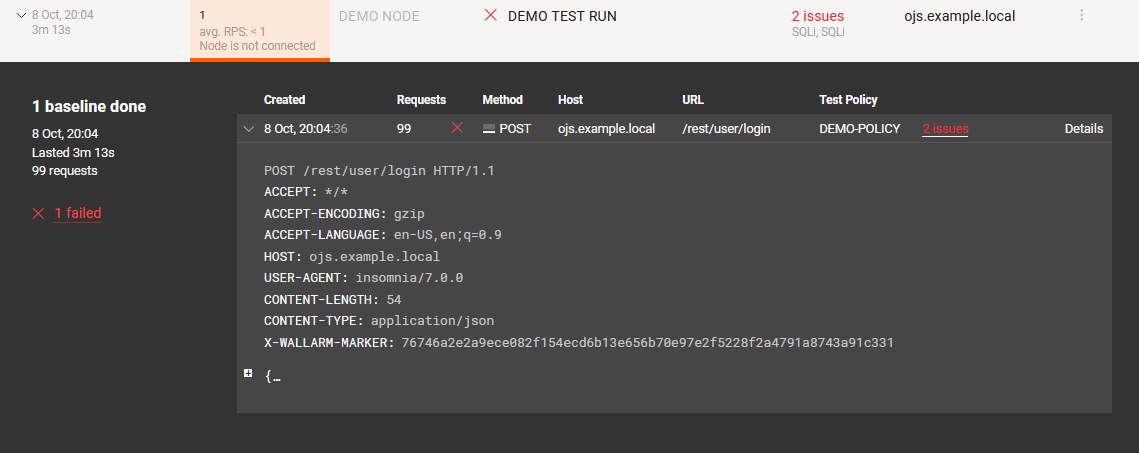 8 Oct, 20:04 1 DEMO NODE DEMO TEST RUN 2 issues ojs.example.local
3m 13s avg. RPS: < 1 SQLi, SQLi
Node is not connected
1 baseline done
8 Oct, 20:04
Lasted 3m 13s
99 requests
1 failed
Created Requests Method Host URL Test Policy
8 Oct, 20:04:36 99 POST ojs.example.local /rest/user/login DEMO-POLICY 2 issues Details
POST /rest/user/login HTTP/1.1
ACCEPT: */*
ACCEPT-ENCODING: gzip
ACCEPT-LANGUAGE: en-US,en;q=0.9
HOST: ojs.example.local
USER-AGENT: insomnia/7.0.0
CONTENT-LENGTH: 54
CONTENT-TYPE: application/json
X-WALLARM-MARKER: 76746a2e2a9ece082f154ecd6b13e656b70e97e2f5228f2a4791a8743a91c331
{…